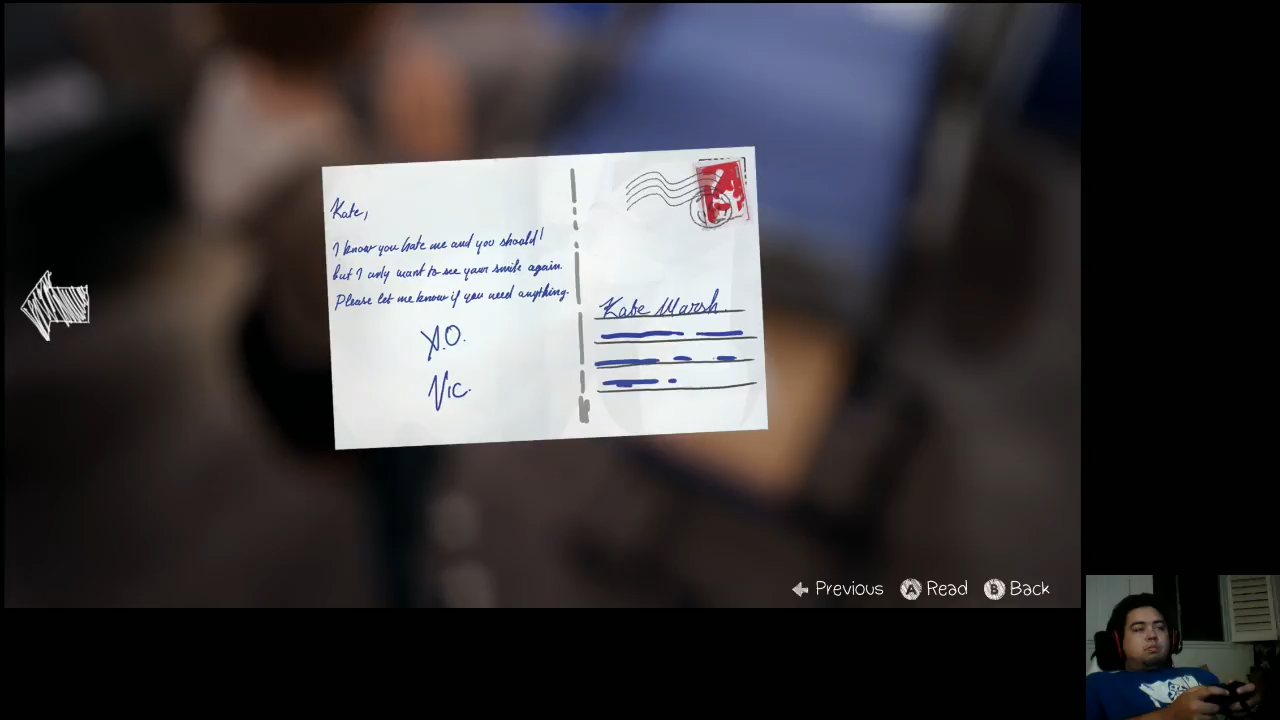 Kate,
I know you hate me and you should!
but I only want to see your smile again.
Please let me know if you need anything.
X.O.
Vic.
Kate Marsh
Previous
A Read
B Back